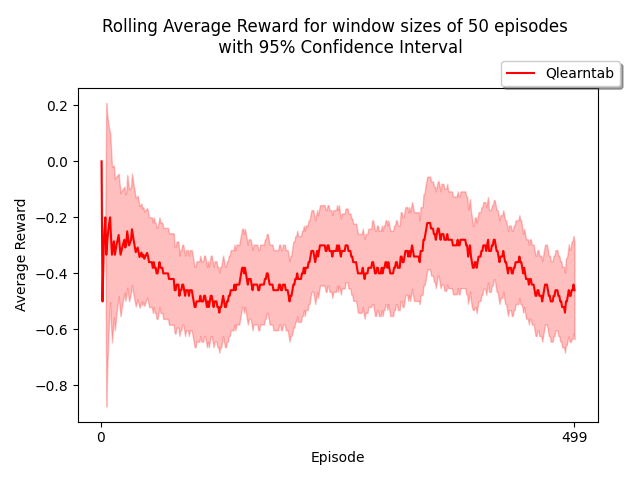 Rolling Average Reward for window sizes of 50 episodes
with 95% Confidence Interval
Qlearntab
0.2
0.0
−0.2
−0.4
−0.6
−0.8
Average Reward
0
499
Episode